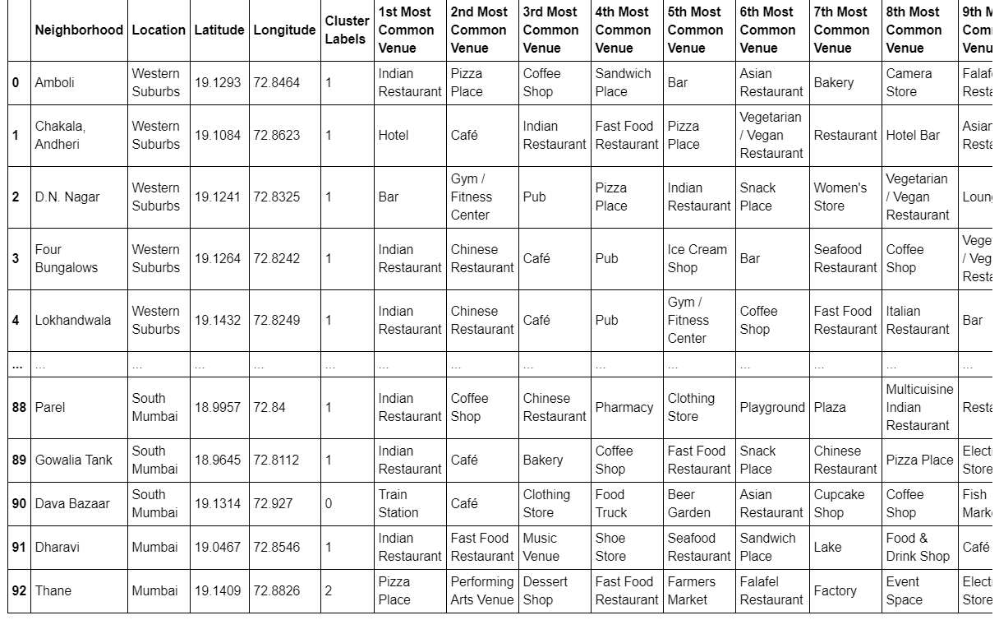 Neighborhood Location Latitude Longitude Cluster Labels 1st Most Common Venue 2nd Most Common Venue 3rd Most Common Venue 4th Most Common Venue 5th Most Common Venue 6th Most Common Venue 7th Most Common Venue 8th Most Common Venue 9th
0 Amboli Western Suburbs 19.1293 72.8464 1 Indian Restaurant Pizza Place Coffee Shop Sandwich Place Bar Asian Restaurant Bakery Camera Store
1 Chakala, Andheri Western Suburbs 19.1084 72.8623 1 Hotel Café Indian Restaurant Fast Food Restaurant Pizza Place Vegetarian / Vegan Restaurant Restaurant Hotel Bar Asian
2 D.N. Nagar Western Suburbs 19.1241 72.8325 1 Bar Gym / Fitness Center Pub Pizza Place Indian Restaurant Snack Place Women's Store Vegetarian / Vegan Restaurant
3 Four Bungalows Western Suburbs 19.1264 72.8242 1 Indian Restaurant Chinese Restaurant Café Pub Ice Cream Shop Bar Seafood Restaurant Coffee Shop
4 Lokhandwala Western Suburbs 19.1432 72.8249 1 Indian Restaurant Chinese Restaurant Café Pub Gym / Fitness Center Coffee Shop Fast Food Restaurant Italian Restaurant Bar
... ... ... ... ... ... ... ... ... ... ... ... ... ... ...
88 Parel South Mumbai 18.9957 72.84 1 Indian Restaurant Coffee Shop Chinese Restaurant Pharmacy Clothing Store Playground Plaza Multicuisine Indian Restaurant
89 Gowalia Tank South Mumbai 18.9645 72.8112 1 Indian Restaurant Café Bakery Coffee Shop Fast Food Restaurant Snack Place Chinese Restaurant Pizza Place Store
90 Dava Bazaar South Mumbai 19.1314 72.927 0 Train Station Café Clothing Store Food Truck Beer Garden Asian Restaurant Cupcake Shop Coffee Shop Fish
91 Dharavi Mumbai 19.0467 72.8546 1 Indian Restaurant Fast Food Restaurant Music Venue Shoe Store Seafood Restaurant Sandwich Place Lake Food & Drink Shop Café
92 Thane Mumbai 19.1409 72.8826 2 Pizza Place Performing Arts Venue Dessert Shop Fast Food Restaurant Farmers Market Falafel Restaurant Factory Event Space Store